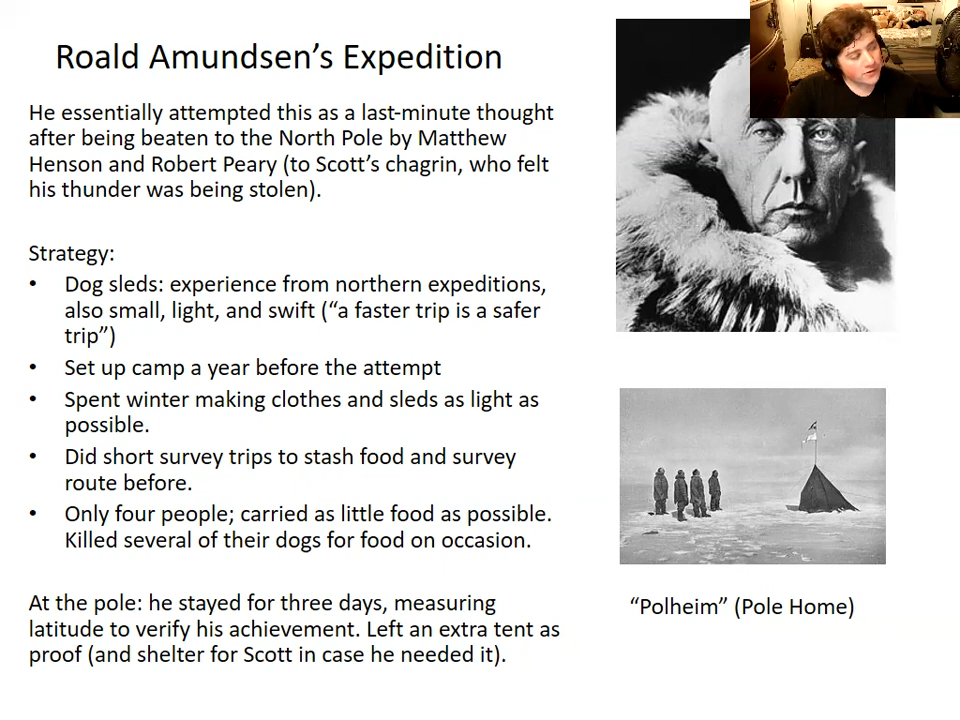 Roald Amundsen’s Expedition
He essentially attempted this as a last-minute thought
after being beaten to the North Pole by Matthew
Henson and Robert Peary (to Scott’s chagrin, who felt
his thunder was being stolen).
Strategy:
• Dog sleds: experience from northern expeditions,
also small, light, and swift (“a faster trip is a safer
trip”)
• Set up camp a year before the attempt
• Spent winter making clothes and sleds as light as
possible.
• Did short survey trips to stash food and survey
route before.
• Only four people; carried as little food as possible.
Killed several of their dogs for food on occasion.
At the pole: he stayed for three days, measuring
latitude to verify his achievement. Left an extra tent as
proof (and shelter for Scott in case he needed it).
“Polheim” (Pole Home)